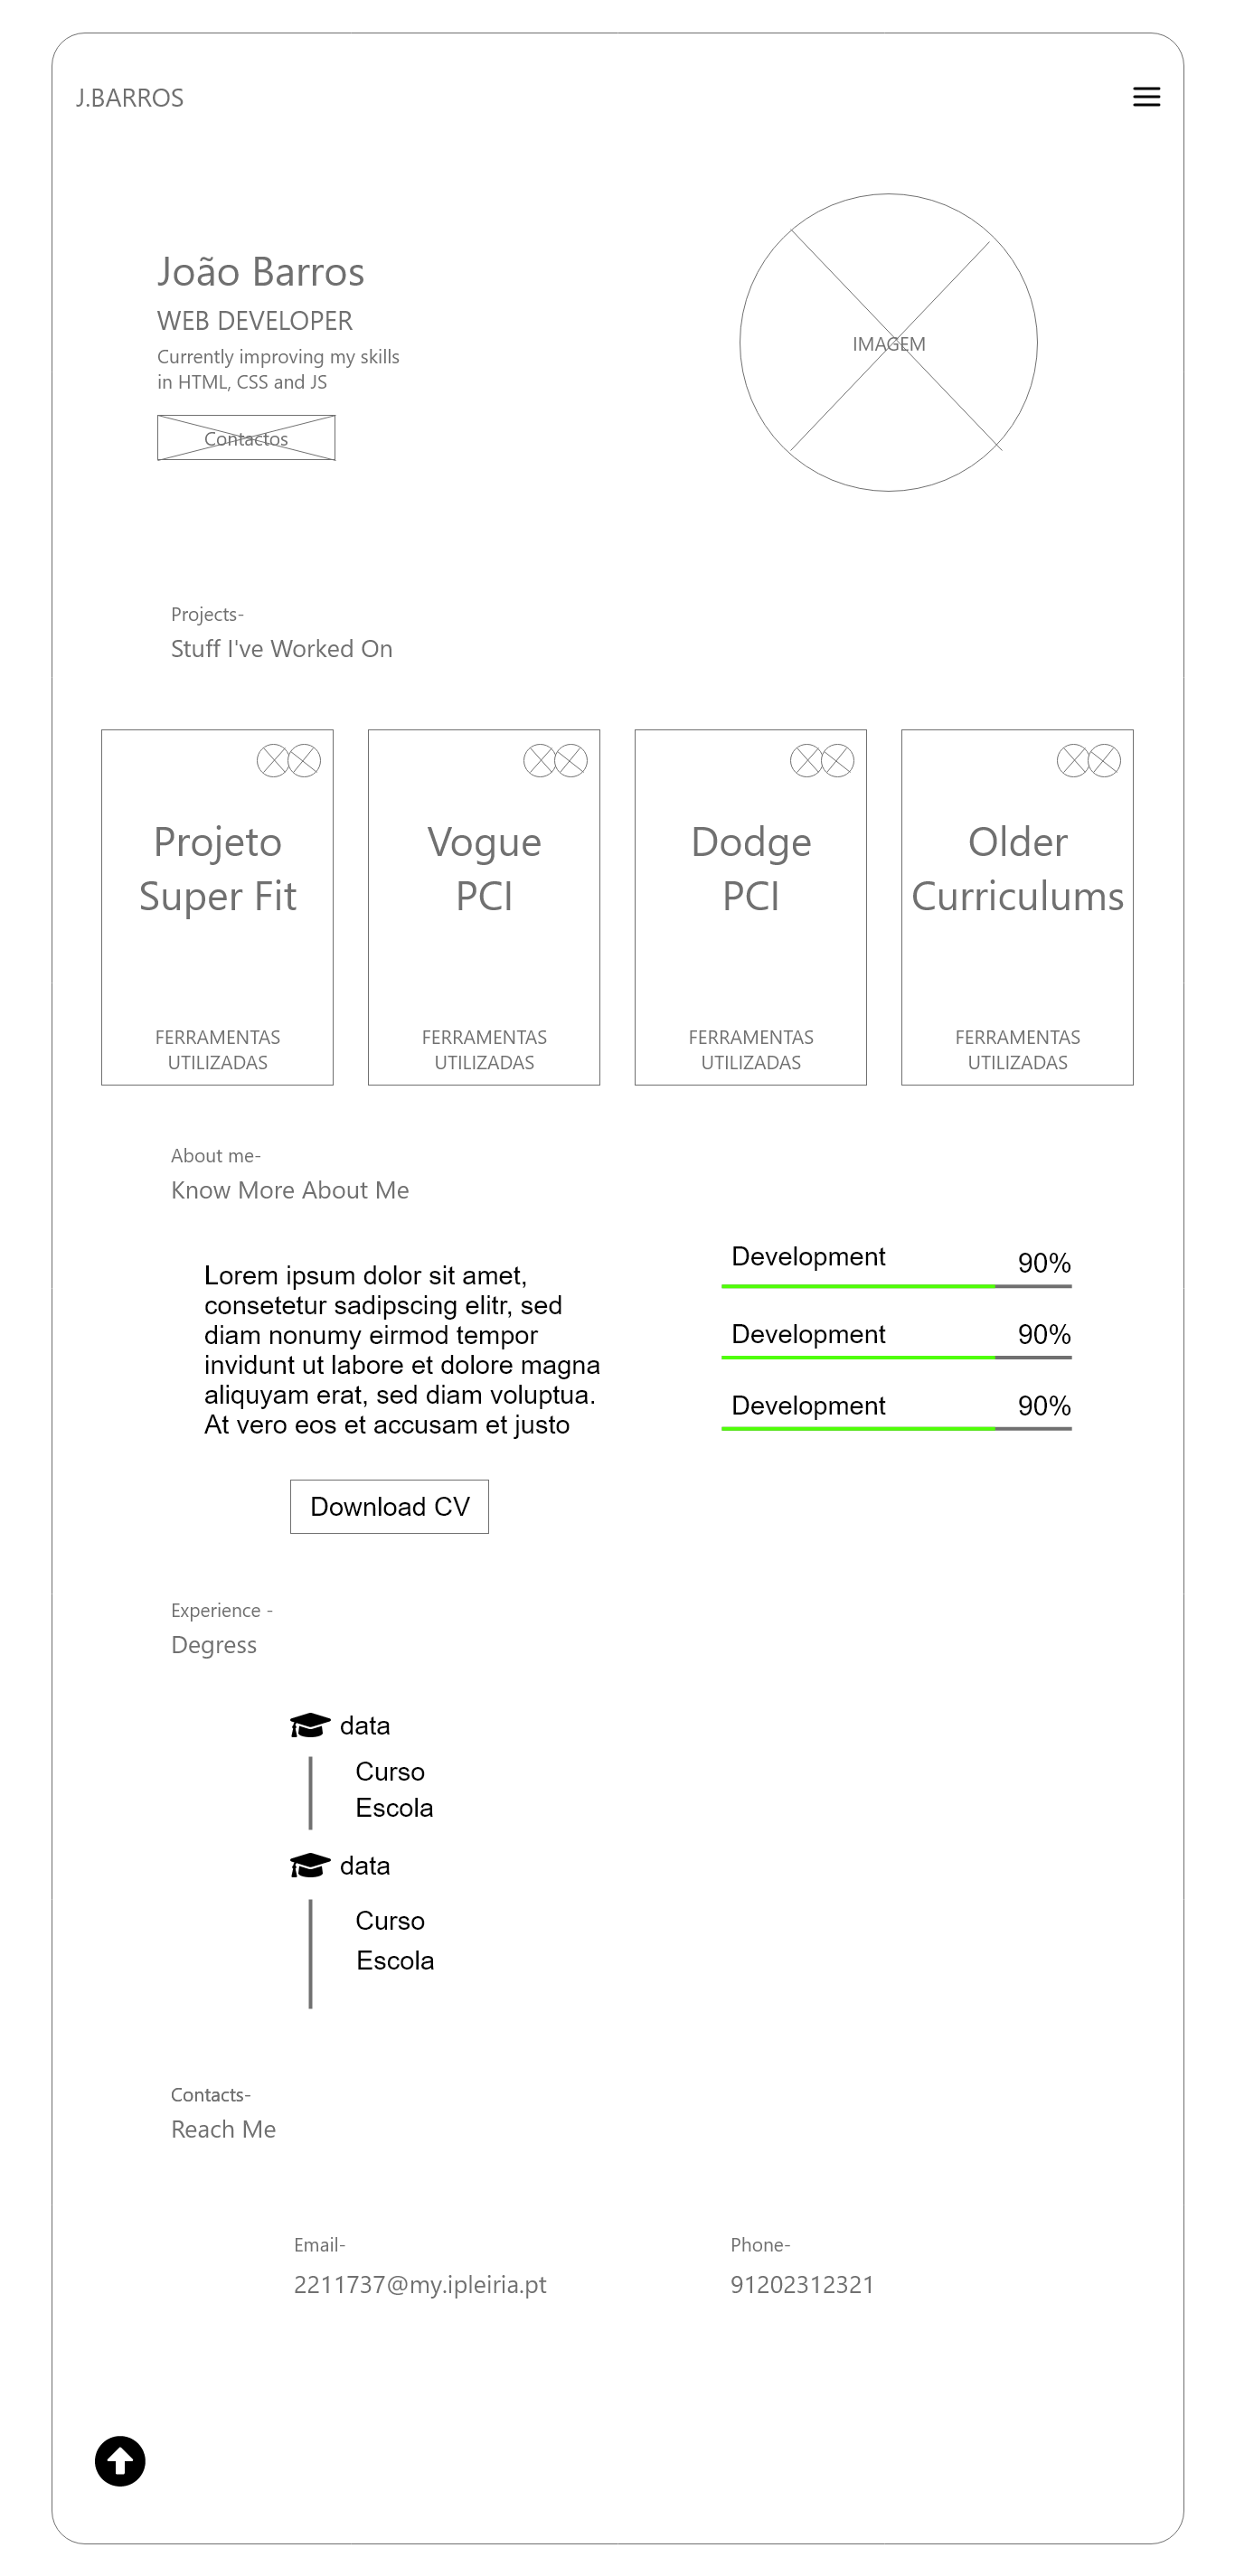 J.BARROS
João Barros
WEB DEVELOPER
Currently improving my skills
in HTML, CSS and JS
Contactos
IMAGEM
Projects-
Stuff I've Worked On
Projeto
Super Fit
FERRAMENTAS
UTILIZADAS
Vogue
PCI
FERRAMENTAS
UTILIZADAS
Dodge
PCI
FERRAMENTAS
UTILIZADAS
Older
Curriculums
FERRAMENTAS
UTILIZADAS
About me-
Know More About Me
Lorem ipsum dolor sit amet,
consetetur sadipscing elitr, sed
diam nonumy eirmod tempor
invidunt ut labore et dolore magna
aliquyam erat, sed diam voluptua.
At vero eos et accusam et justo
Download CV
Development 90%
Development 90%
Development 90%
Experience -
Degress
data
Curso
Escola
data
Curso
Escola
Contacts-
Reach Me
Email-
2211737@my.ipleiria.pt
Phone-
91202312321